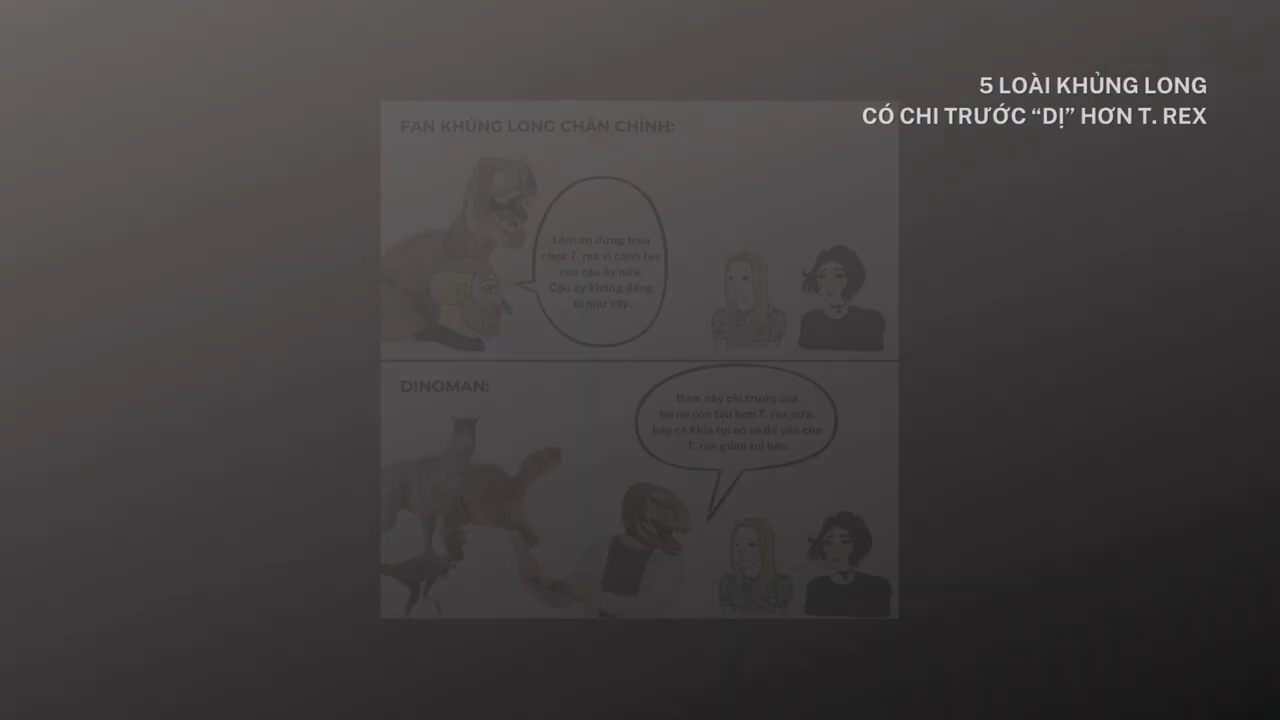 5 LOÀI KHỦNG LONG
CÓ CHI TRƯỚC “DỊ” HƠN T. REX
FAN KHỦNG LONG CHÂN CHÍNH:
Làm ơn đừng trêu
chọc T. rex vì cánh tay
của cậu ấy nữa.
Cậu ấy không đáng
bị như vậy.
DINOMAN:
Đám này chi trước của
tụi nó còn tấu hơn T. rex nữa,
hãy cà khịa tụi nó và để yên cho
T. rex giùm tui